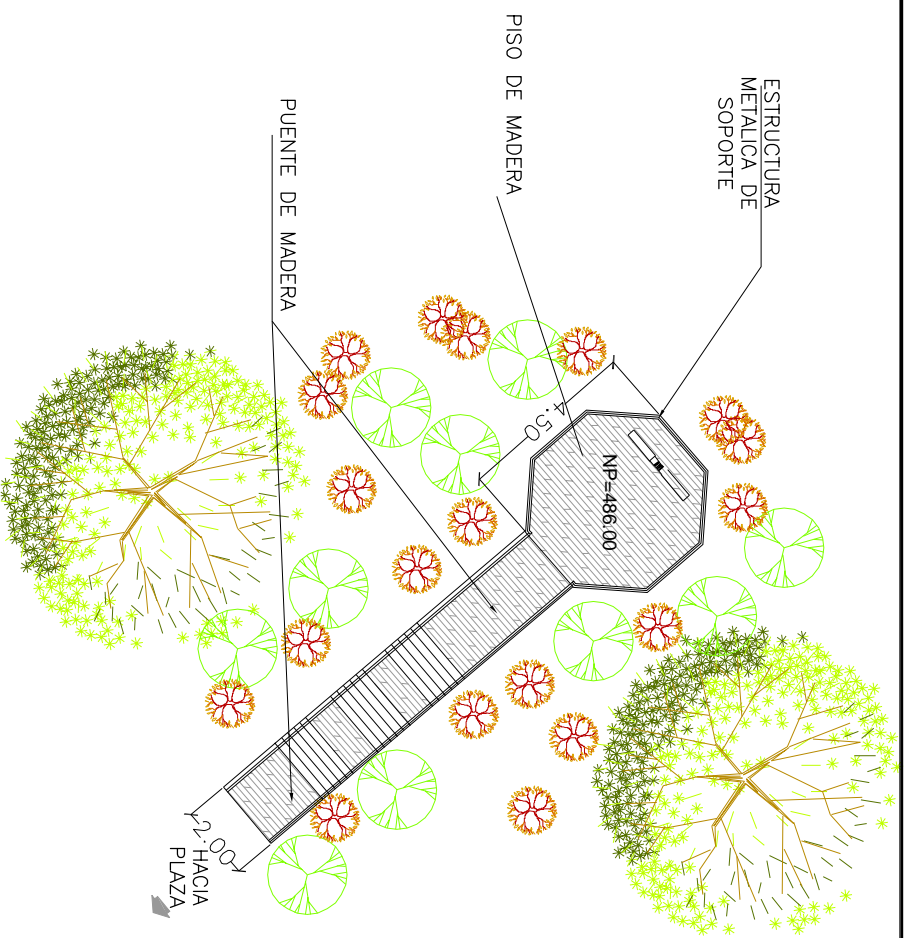 ESTRUCTURA
METALICA DE
SOPORTE
PISO DE MADERA
PUENTE DE MADERA
4.50
NP=486.00
2.00
HACIA
PLAZA